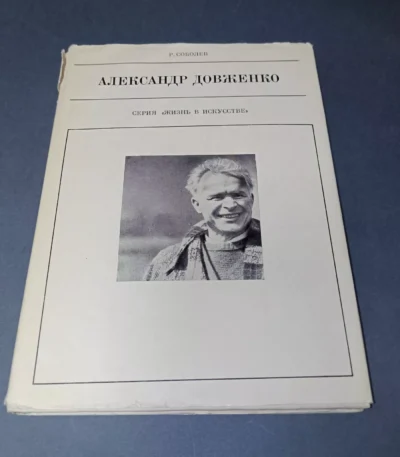 Р. СОБОЛЕВ
АЛЕКСАНДР ДОВЖЕНКО
СЕРИЯ «ЖИЗНЬ В ИСКУССТВЕ»